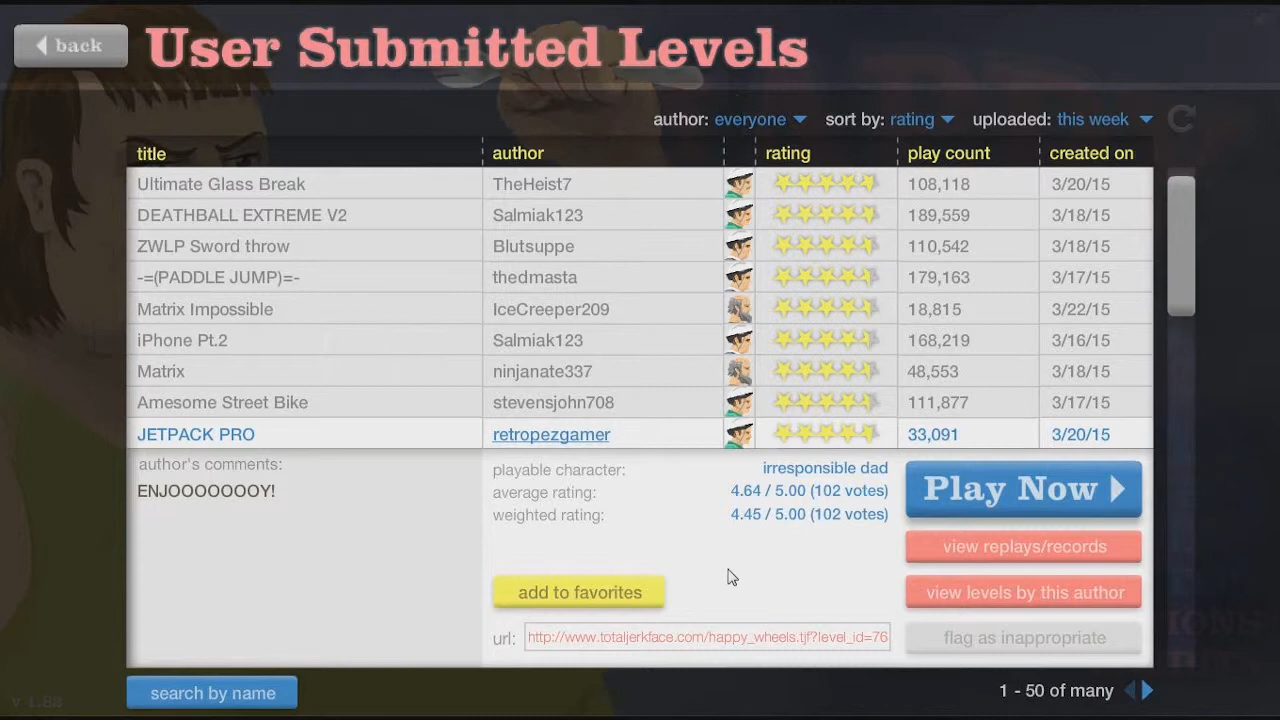 back
User Submitted Levels
author: everyone sort by: rating uploaded: this week
title author rating play count created on
Ultimate Glass Break TheHeist7 108,118 3/20/15
DEATHBALL EXTREME V2 Salmiak123 189,559 3/18/15
ZWLP Sword throw Blutsuppe 110,542 3/18/15
-=(PADDLE JUMP)=- thedmasta 179,163 3/17/15
Matrix Impossible IceCreeper209 18,815 3/22/15
iPhone Pt.2 Salmiak123 168,219 3/16/15
Matrix ninjanate337 48,553 3/18/15
Amesome Street Bike stevensjohn708 111,877 3/17/15
JETPACK PRO retropezgamer 33,091 3/20/15
author's comments:
ENJOOOOOOOY!
playable character: irresponsible dad
average rating: 4.64 / 5.00 (102 votes)
weighted rating: 4.45 / 5.00 (102 votes)
Play Now
view replays/records
add to favorites
view levels by this author
url: http://www.totaljerkface.com/happy_wheels.tjf?level_id=76
flag as inappropriate
search by name
1 - 50 of many
v 1.82